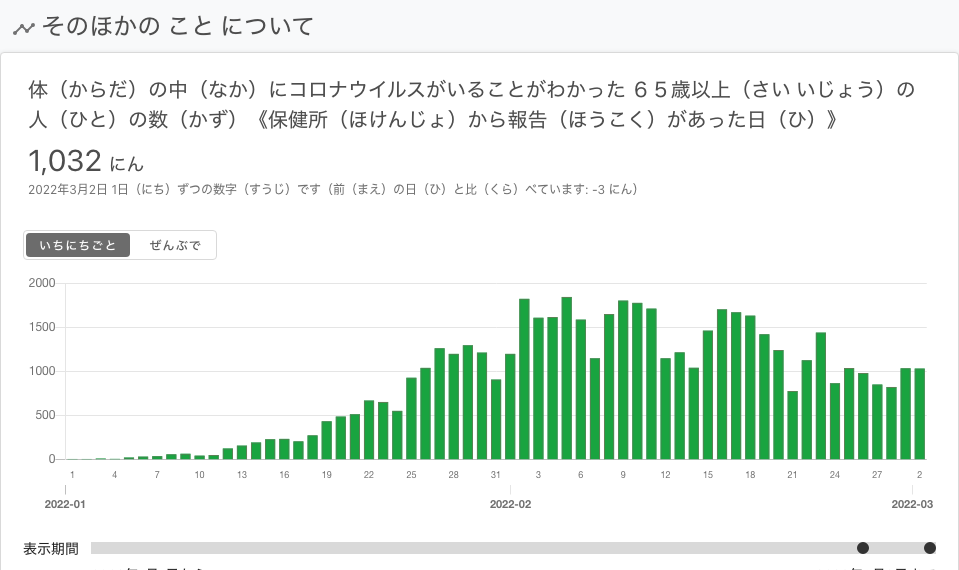 そのほかの こと について
体（からだ）の中（なか）にコロナウイルスがいることがわかった ６５歳以上（さい いじょう）の
人（ひと）の数（かず）《保健所（ほけんじょ）から報告（ほうこく）があった日（ひ）》
1,032 にん
2022年3月2日 1日（にち）ずつの数字（すうじ）です（前（まえ）の日（ひ）と比（くら）べています: -3 にん）
いちにちごと ぜんぶで
2000
1500
1000
500
0
1 4 7 10 13 16 19 22 25 28 31 3 6 9 12 15 18 21 24 27 2
2022-01 2022-02 2022-03
表示期間